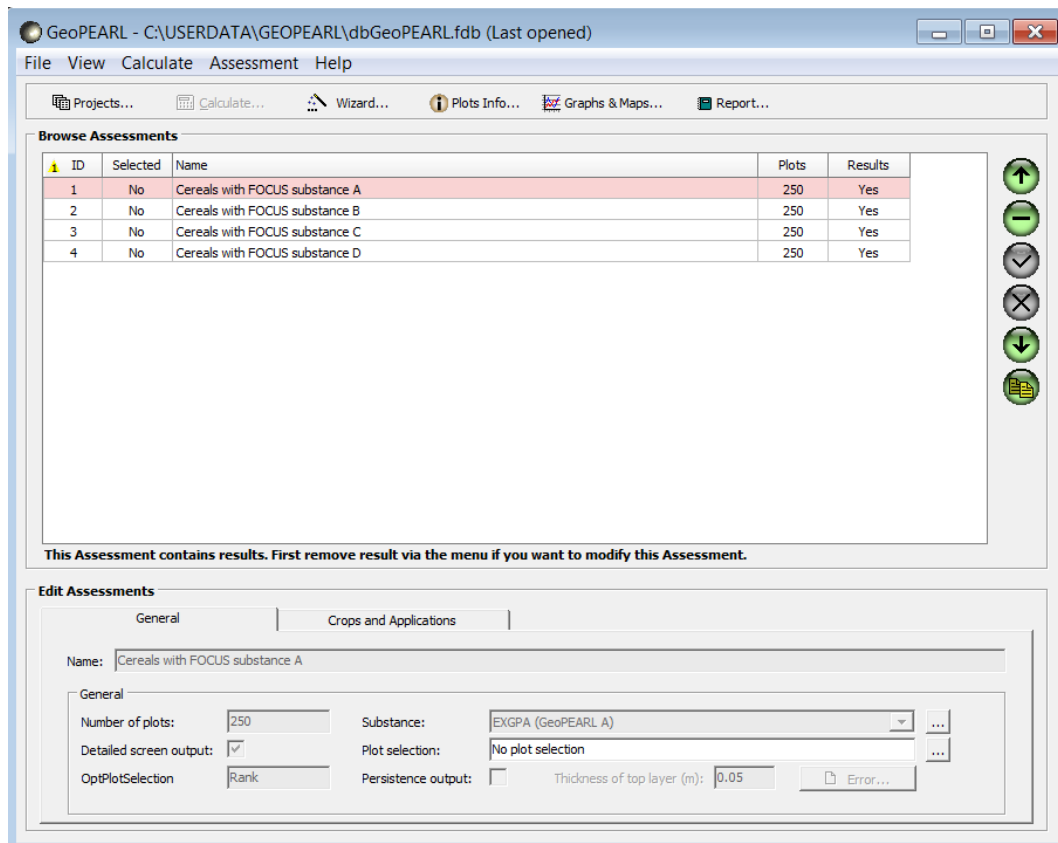 GeoPEARL - C:\USERDATA\GEOPEARL\dbGeoPEARL.fdb (Last opened)
File View Calculate Assessment Help
Projects... Calculate... Wizard... Plots Info... Graphs & Maps... Report...
Browse Assessments
1 ID Selected Name Plots Results
1 No Cereals with FOCUS substance A 250 Yes
2 No Cereals with FOCUS substance B 250 Yes
3 No Cereals with FOCUS substance C 250 Yes
4 No Cereals with FOCUS substance D 250 Yes
This Assessment contains results. First remove result via the menu if you want to modify this Assessment.
Edit Assessments
General Crops and Applications
Name: Cereals with FOCUS substance A
General
Number of plots: 250 Substance: EXGPA (GeoPEARL A) ...
Detailed screen output: Plot selection: No plot selection ...
OptPlotSelection Rank Persistence output: Thickness of top layer (m): 0.05 Error...